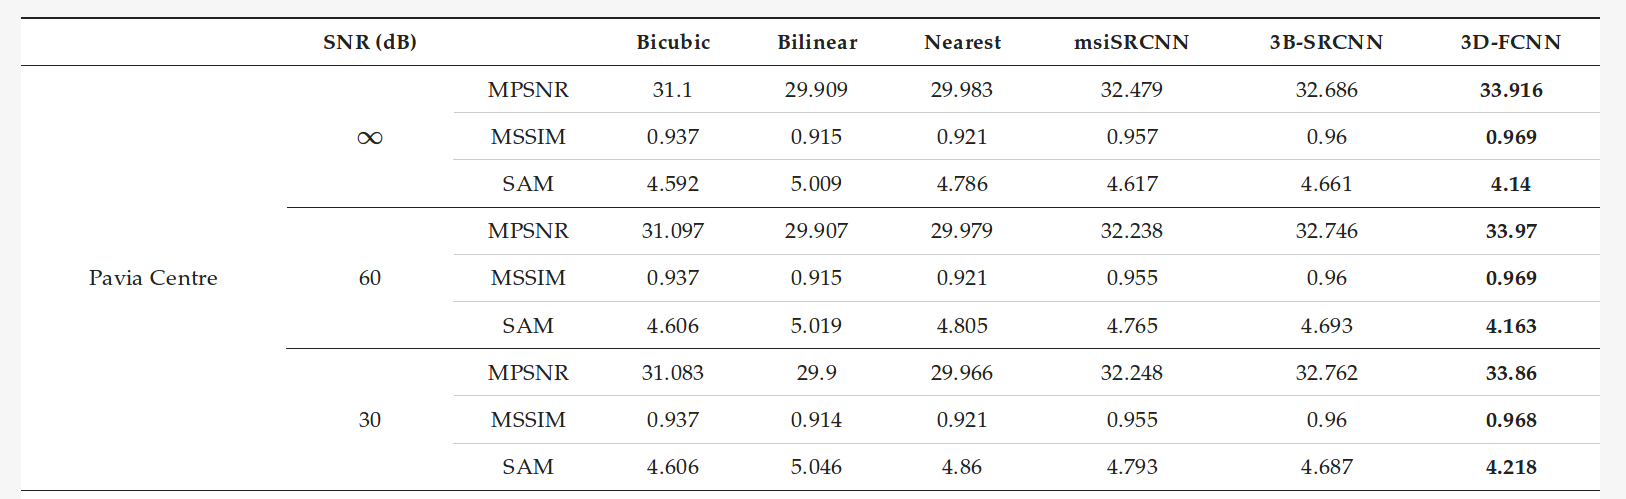 SNR (dB) Bicubic Bilinear Nearest msiSRCNN 3B-SRCNN 3D-FCNN
MPSNR 31.1 29.909 29.983 32.479 32.686 33.916
∞ MSSIM 0.937 0.915 0.921 0.957 0.96 0.969
SAM 4.592 5.009 4.786 4.617 4.661 4.14
MPSNR 31.097 29.907 29.979 32.238 32.746 33.97
Pavia Centre 60 MSSIM 0.937 0.915 0.921 0.955 0.96 0.969
SAM 4.606 5.019 4.805 4.765 4.693 4.163
MPSNR 31.083 29.9 29.966 32.248 32.762 33.86
30 MSSIM 0.937 0.914 0.921 0.955 0.96 0.968
SAM 4.606 5.046 4.86 4.793 4.687 4.218